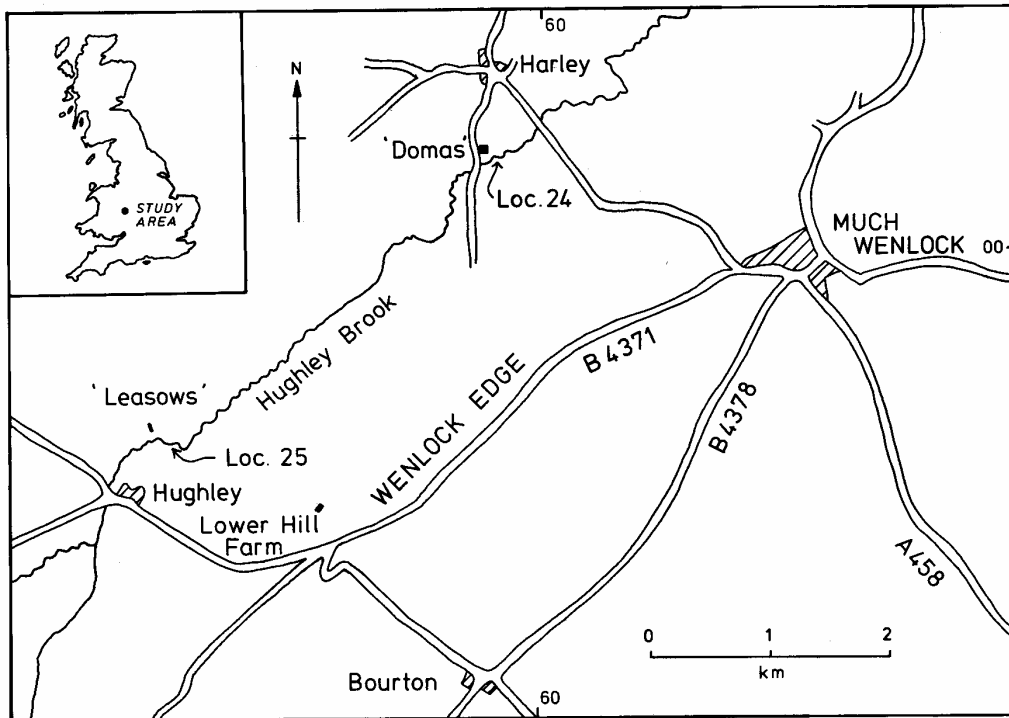 60
N
Harley
'Domas'
Loc. 24
STUDY
AREA
MUCH
WENLOCK
00
Hughley Brook
WENLOCK EDGE
B 4371
B 4378
A 458
'Leasows'
Loc. 25
Hughley
Lower Hill
Farm
Bourton
60
0 1 2
km